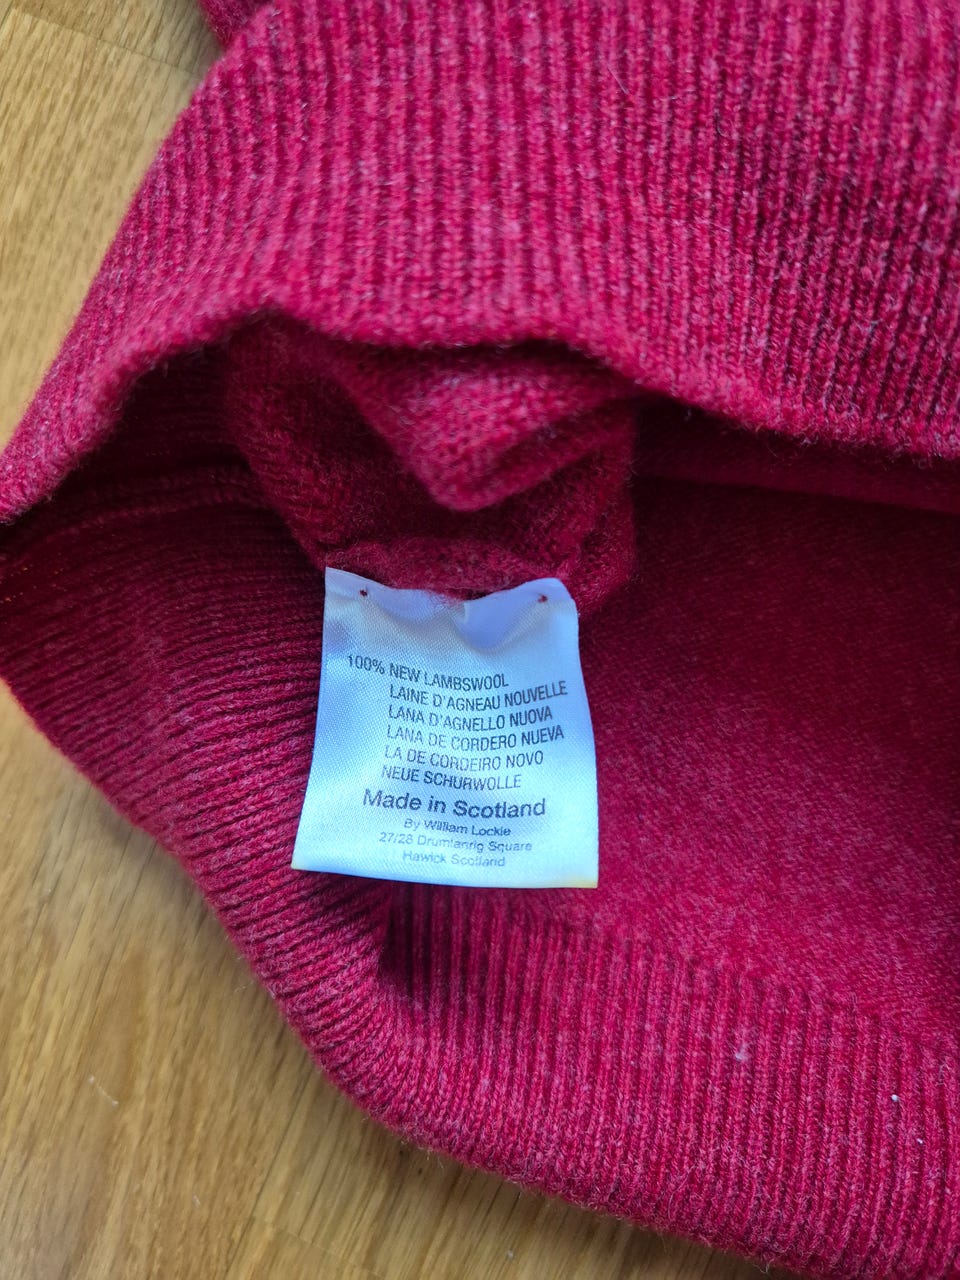 100% NEW LAMBSWOOL
LAINE D'AGNEAU NOUVELLE
LANA D'AGNELLO NUOVA
LANA DE CORDERO NUEVA
LA DE CORDEIRO NOVO
NEUE SCHURWOLLE
Made in Scotland
By William Lockie
27/28 Drumlanrig Square
Hawick Scotland